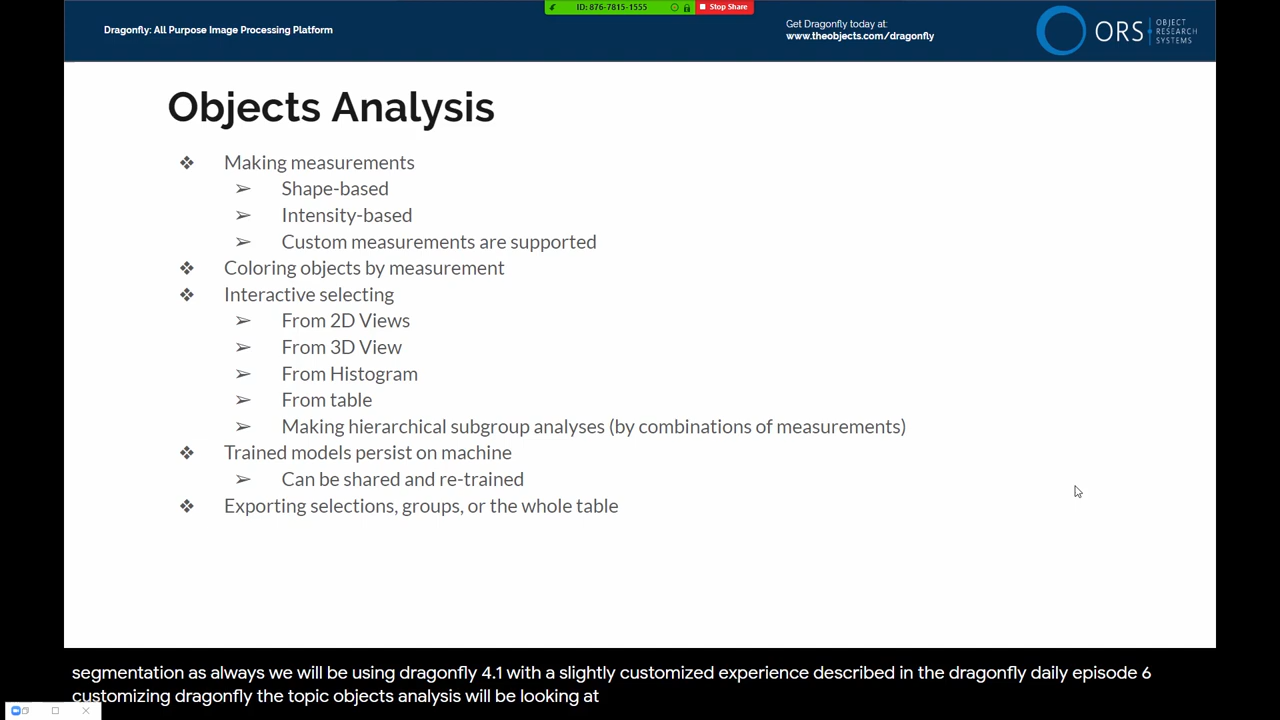 ID: 876-7815-1555
Stop Share
Dragonfly: All Purpose Image Processing Platform
Get Dragonfly today at:
www.theobjects.com/dragonfly
ORS
OBJECT
RESEARCH
SYSTEMS
Objects Analysis
❖ Making measurements
➢ Shape-based
➢ Intensity-based
➢ Custom measurements are supported
❖ Coloring objects by measurement
❖ Interactive selecting
➢ From 2D Views
➢ From 3D View
➢ From Histogram
➢ From table
➢ Making hierarchical subgroup analyses (by combinations of measurements)
❖ Trained models persist on machine
➢ Can be shared and re-trained
❖ Exporting selections, groups, or the whole table
segmentation as always we will be using dragonfly 4.1 with a slightly customized experience described in the dragonfly daily episode 6
customizing dragonfly the topic objects analysis will be looking at